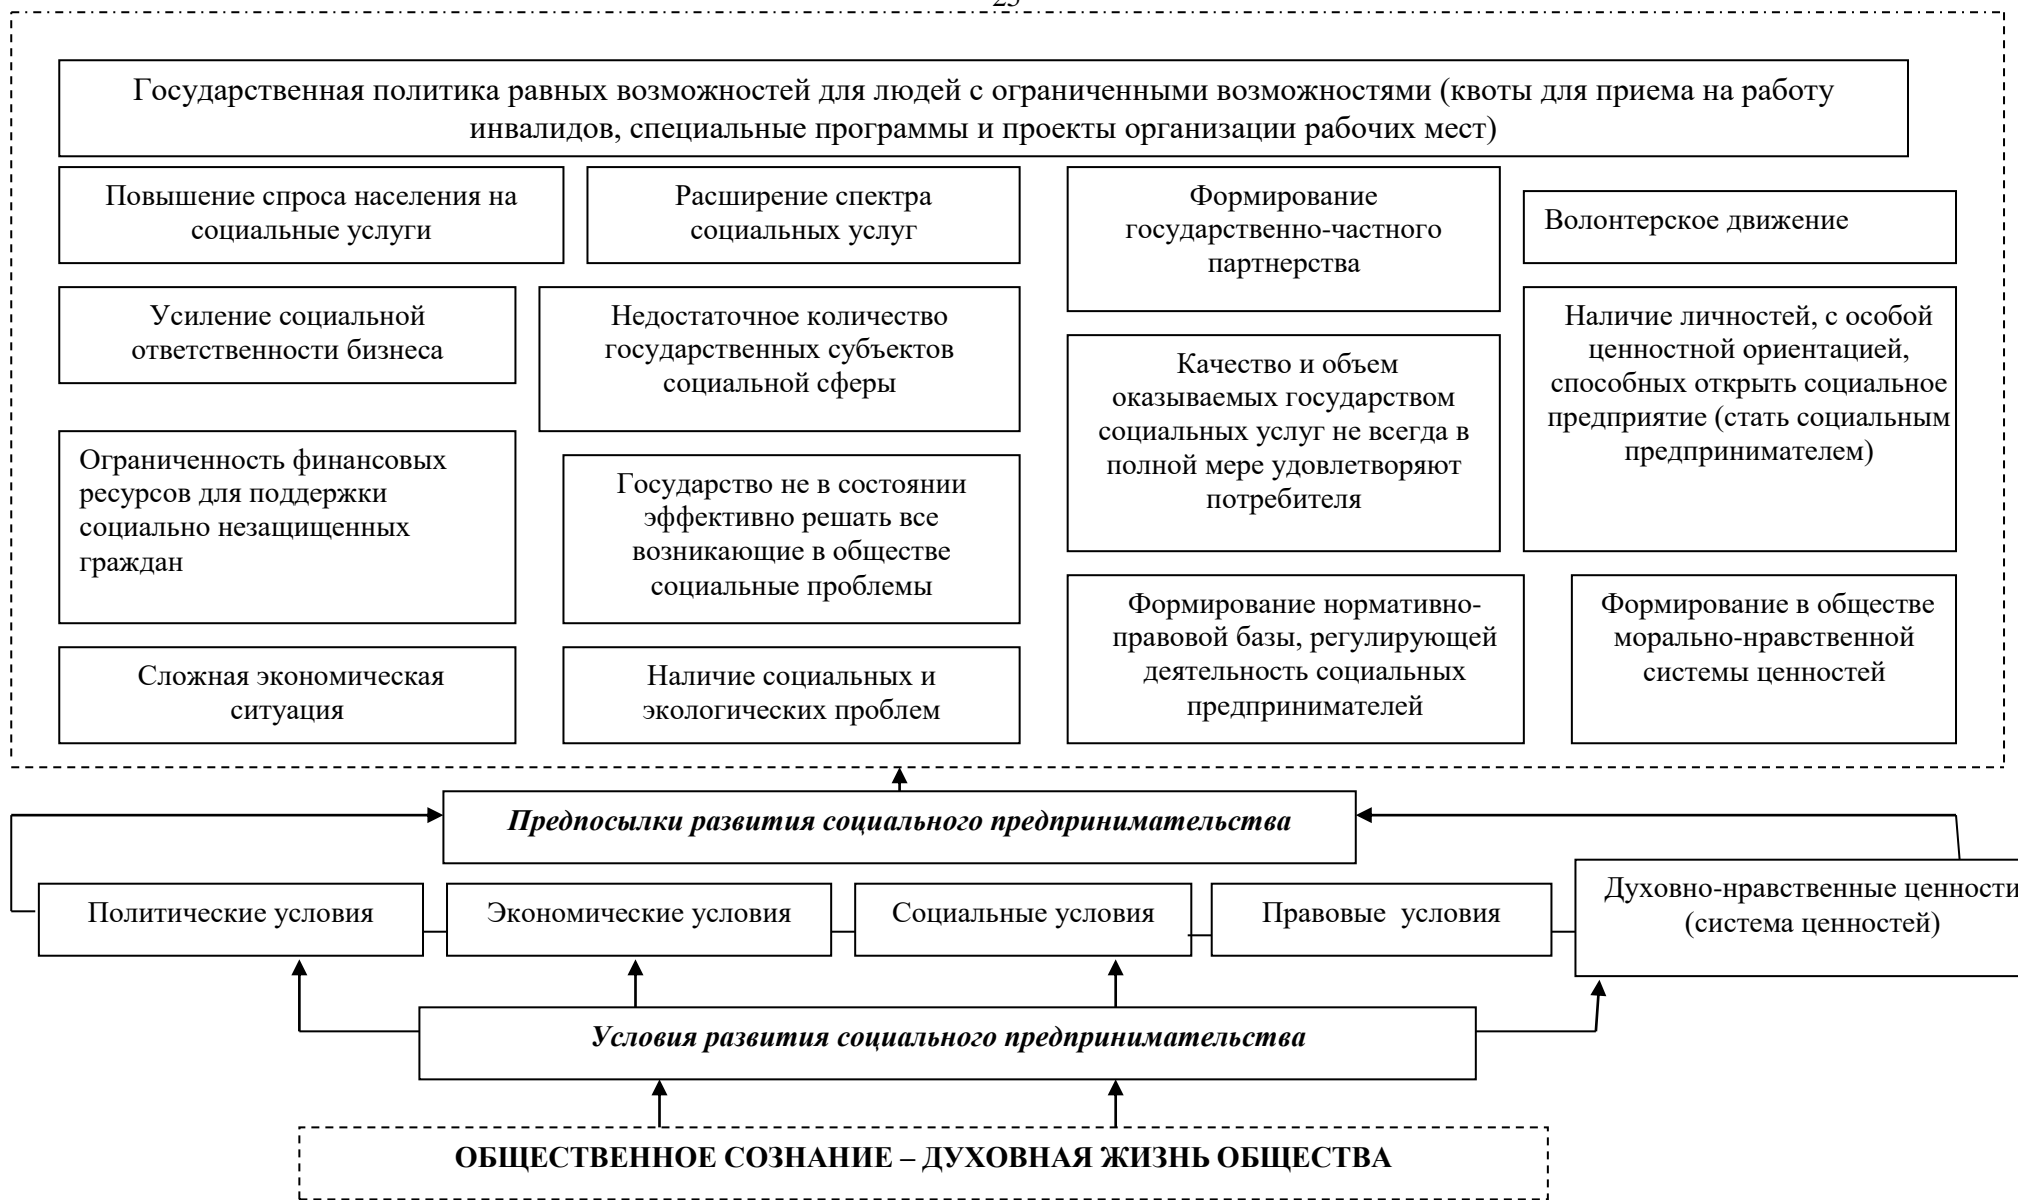 Государственная политика равных возможностей для людей с ограниченными возможностями (квоты для приема на работу
инвалидов, специальные программы и проекты организации рабочих мест)
Повышение спроса населения на
социальные услуги
Расширение спектра
социальных услуг
Формирование
государственно-частного
партнерства
Волонтерское движение
Усиление социальной
ответственности бизнеса
Недостаточное количество
государственных субъектов
социальной сферы
Качество и объем
оказываемых государством
социальных услуг не всегда в
полной мере удовлетворяют
потребителя
Наличие личностей, с особой
ценностной ориентацией,
способных открыть социальное
предприятие (стать социальным
предпринимателем)
Ограниченность финансовых
ресурсов для поддержки
социально незащищенных
граждан
Государство не в состоянии
эффективно решать все
возникающие в обществе
социальные проблемы
Формирование нормативно-
правовой базы, регулирующей
деятельность социальных
предпринимателей
Формирование в обществе
морально-нравственной
системы ценностей
Сложная экономическая
ситуация
Наличие социальных и
экологических проблем
Предпосылки развития социального предпринимательства
Политические условия
Экономические условия
Социальные условия
Правовые условия
Духовно-нравственные ценности
(система ценностей)
Условия развития социального предпринимательства
ОБЩЕСТВЕННОЕ СОЗНАНИЕ – ДУХОВНАЯ ЖИЗНЬ ОБЩЕСТВА